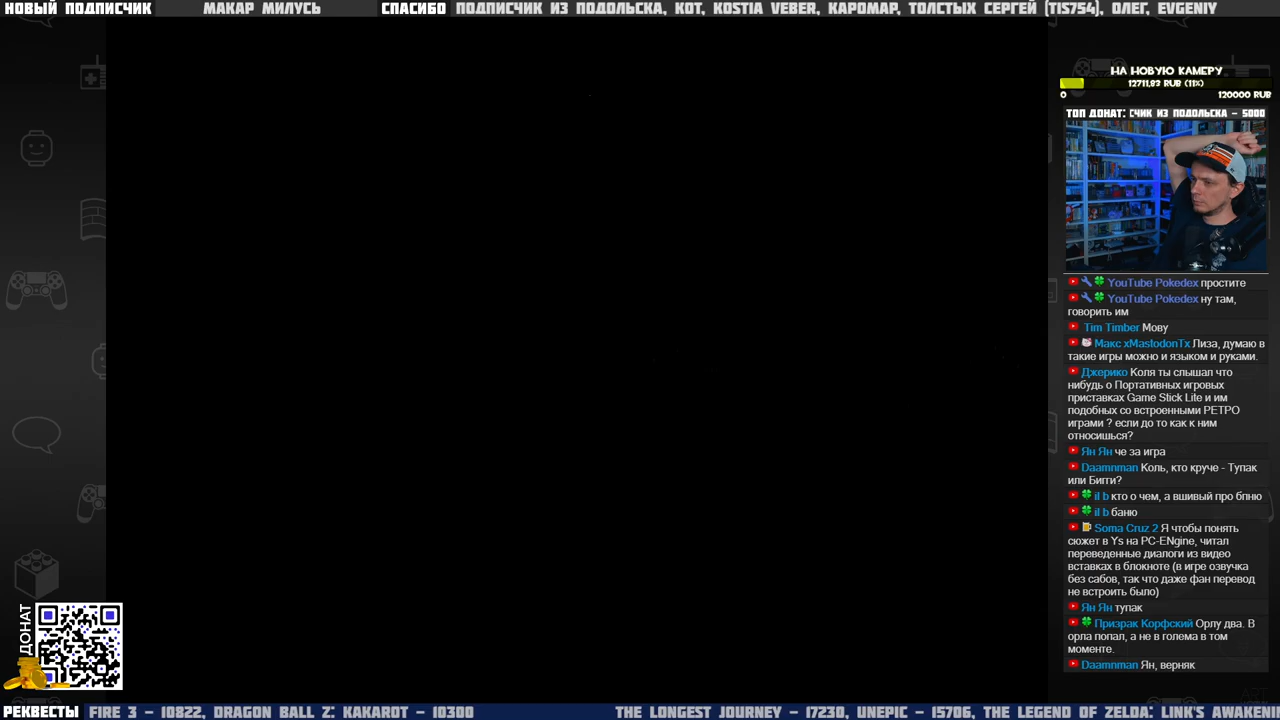 НОВЫЙ ПОДПИСЧИК МАКАР МИЛУСЬ СПАСИБО ПОДПИСЧИК ИЗ ПОДОЛЬСКА, КОТ, KOSTIA VEBER, КАРОМАР, ТОЛСТЫХ СЕРГЕЙ (TIS754), ОЛЕГ, EVGENIY
НА НОВУЮ КАМЕРУ
12711,83 RUB (11%)
0 120000 RUB
ТОП ДОНАТ: СЧИК ИЗ ПОДОЛЬСКА - 5000
YouTube Pokedex простите
YouTube Pokedex ну там,
говорить им
Tim Timber Мову
Макс xMastodonTx Лиза, думаю в
такие игры можно и языком и руками.
Джерико Коля ты слышал что
нибудь о Портативных игровых
приставках Game Stick Lite и им
подобных со встроенными РЕТРО
играми ? если до то как к ним
относишься?
Ян Ян че за игра
Daamnman Коль, кто круче - Тупак
или Бигги?
il b кто о чем, а вшивый про бпню
il b баню
Soma Cruz 2 Я чтобы понять
сюжет в Ys на PC-ENgine, читал
переведенные диалоги из видео
вставках в блокноте (в игре озвучка
без сабов, так что даже фан перевод
не встроить было)
Ян Ян тупак
Призрак Корфский Орлу два. В
орла попал, а не в голема в том
моменте.
Daamnman Ян, верняк
ДОНАТ
РЕКВЕСТЫ FIRE 3 - 10822, DRAGON BALL Z: KAKAROT - 10300 THE LONGEST JOURNEY - 17230, UNEPIC - 15706, THE LEGEND OF ZELDA: LINK'S AWAKENI